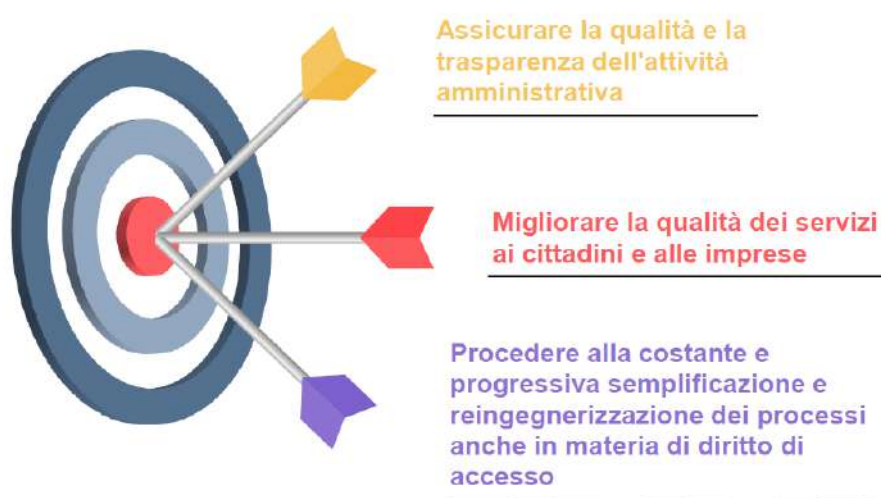 Assicurare la qualità e la
trasparenza dell'attività
amministrativa
Migliorare la qualità dei servizi
ai cittadini e alle imprese
Procedere alla costante e
progressiva semplificazione e
reingegnerizzazione dei processi
anche in materia di diritto di
accesso